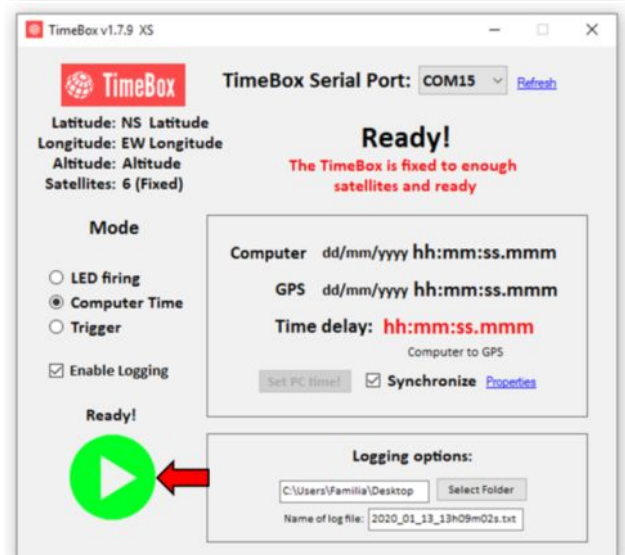 TimeBox v1.7.9 XS
TimeBox
TimeBox Serial Port: COM15 Refresh
Latitude: NS Latitude
Longitude: EW Longitude
Altitude: Altitude
Satellites: 6 (Fixed)
Ready!
The TimeBox is fixed to enough
satellites and ready
Mode
LED firing
Computer Time
Trigger
Enable Logging
Ready!
Computer dd/mm/yyyy hh:mm:ss.mmm
GPS dd/mm/yyyy hh:mm:ss.mmm
Time delay: hh:mm:ss.mmm
Computer to GPS
Set PC time! Synchronize Properties
Logging options:
C:\Users\Familia\Desktop Select Folder
Name of log file: 2020_01_13_13h09m02s.txt